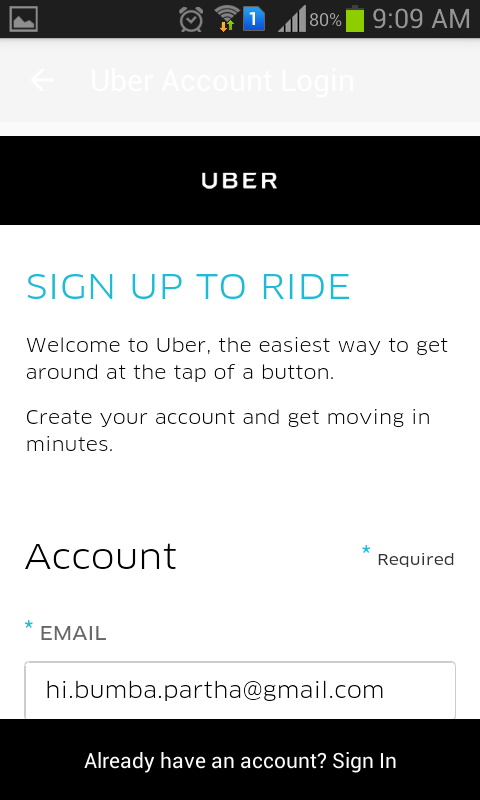 1 80% 9:09 AM
Uber Account Login
UBER
SIGN UP TO RIDE
Welcome to Uber, the easiest way to get
around at the tap of a button.
Create your account and get moving in
minutes.
Account * Required
* EMAIL
hi.bumba.partha@gmail.com
Already have an account? Sign In